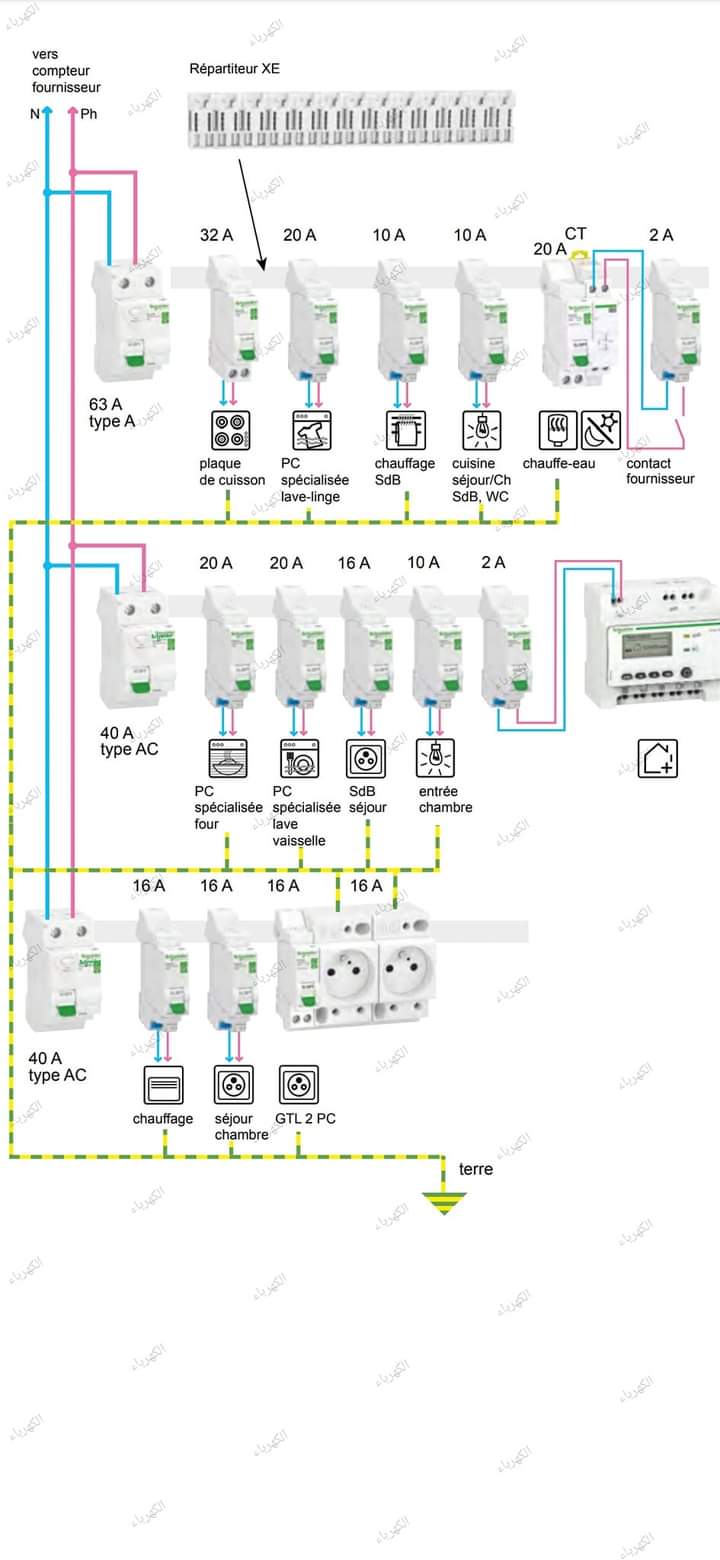 vers
compteur
fournisseur
N Ph
Répartiteur XE
32 A 20 A 10 A 10 A 20 A CT 2 A
63 A
type A
plaque
de cuisson
PC
spécialisée
lave-linge
chauffage
SdB
cuisine
séjour/Ch
SdB, WC
chauffe-eau
contact
fournisseur
20 A 20 A 16 A 10 A 2 A
40 A
type AC
PC
spécialisée
four
PC
spécialisée
lave
vaisselle
SdB
séjour
entrée
chambre
16 A 16 A 16 A 16 A
40 A
type AC
chauffage
séjour
chambre
GTL 2 PC
terre
الكهرباء